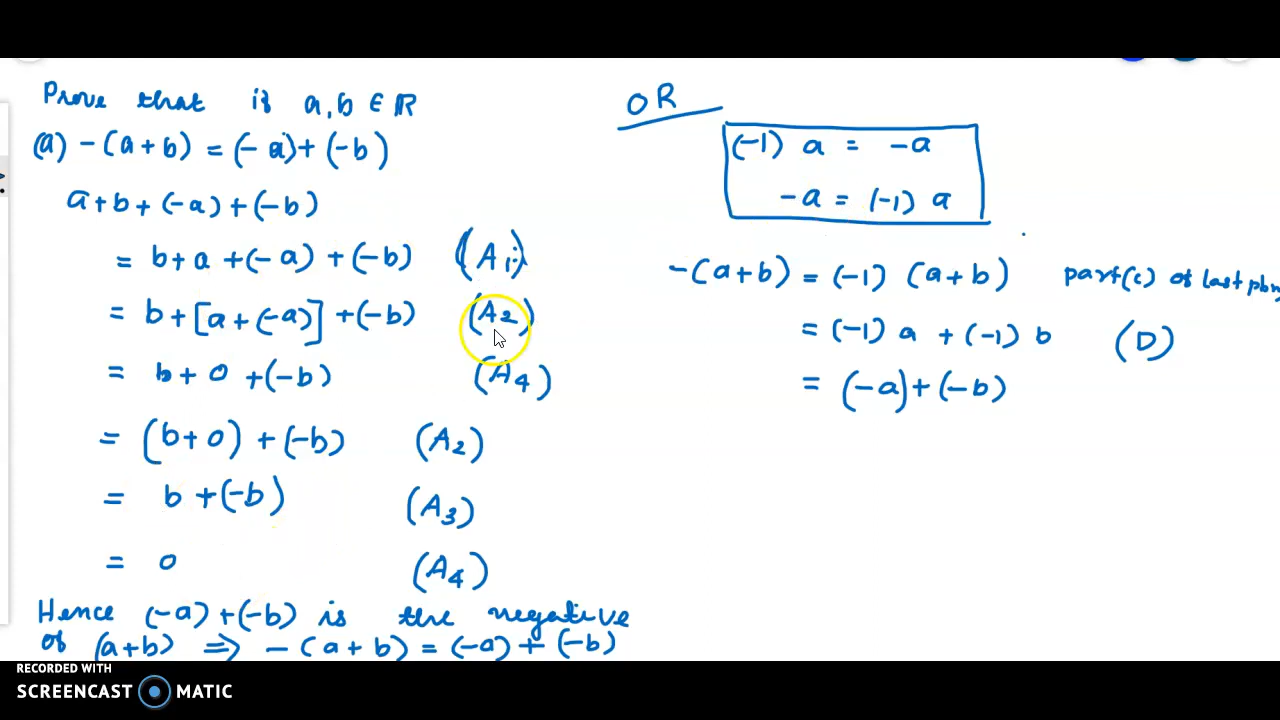 Prove that if a, b ∈ ℝ
(a) -(a+b) = (-a)+(-b)
a+b+(-a)+(-b)
= b+a+(-a)+(-b) (A1)
= b+[a+(-a)]+(-b) (A2)
= b+0+(-b) (A4)
= (b+0)+(-b) (A2)
= b+(-b) (A3)
= 0 (A4)
Hence (-a)+(-b) is the negative
of (a+b) ⇒ -(a+b) = (-a)+(-b)
OR
(-1) a = -a
-a = (-1) a
-(a+b) = (-1) (a+b) part(c) of last pbm
= (-1) a + (-1) b (D)
= (-a)+(-b)
RECORDED WITH
SCREENCAST MATIC